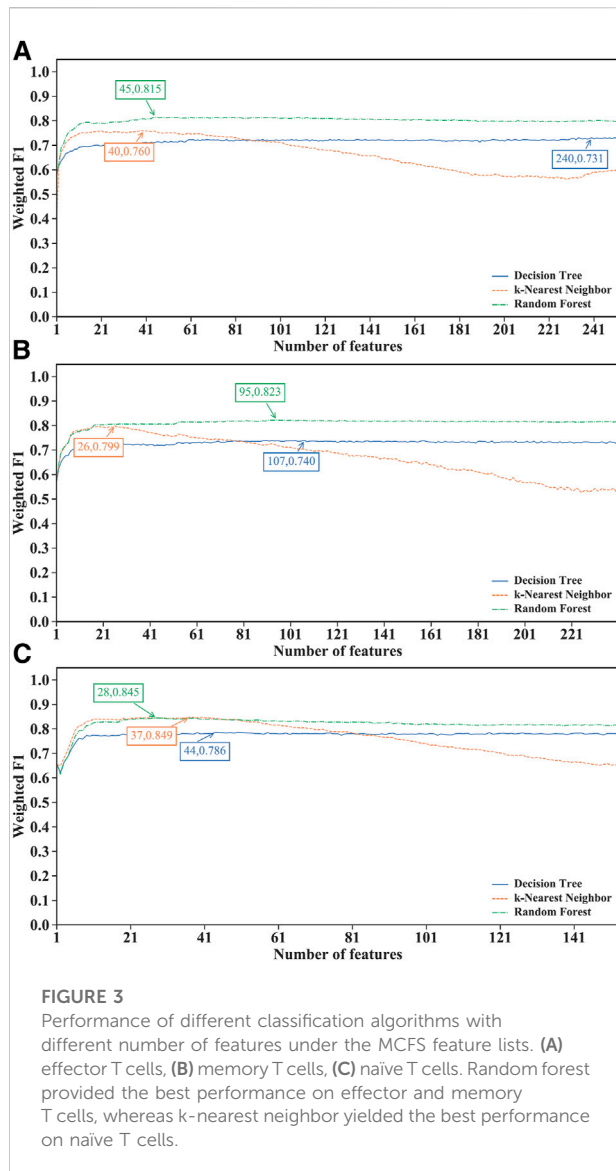 A
1.0
0.9
0.8
0.7
0.6
0.5
0.4
0.3
0.2
0.1
0.0
Weighted F1
45,0.815
40,0.760
240,0.731
Decision Tree
k-Nearest Neighbor
Random Forest
1 21 41 61 81 101 121 141 161 181 201 221 241
Number of features
B
1.0
0.9
0.8
0.7
0.6
0.5
0.4
0.3
0.2
0.1
0.0
Weighted F1
95,0.823
26,0.799
107,0.740
Decision Tree
k-Nearest Neighbor
Random Forest
1 21 41 61 81 101 121 141 161 181 201 221
Number of features
C
1.0
0.9
0.8
0.7
0.6
0.5
0.4
0.3
0.2
0.1
0.0
Weighted F1
28,0.845
37,0.849
44,0.786
Decision Tree
k-Nearest Neighbor
Random Forest
1 21 41 61 81 101 121 141
Number of features
FIGURE 3
Performance of different classification algorithms with
different number of features under the MCFS feature lists. (A)
effector T cells, (B) memory T cells, (C) naïve T cells. Random forest
provided the best performance on effector and memory
T cells, whereas k-nearest neighbor yielded the best performance
on naïve T cells.